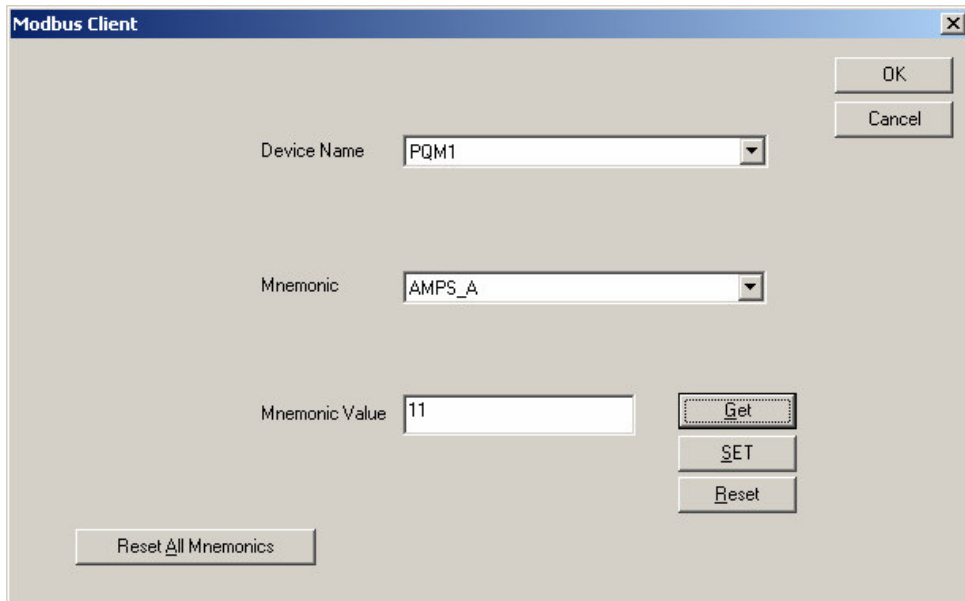 Modbus Client
OK
Cancel
Device Name PQM1
Mnemonic AMPS_A
Mnemonic Value 11
Get
SET
Reset
Reset All Mnemonics